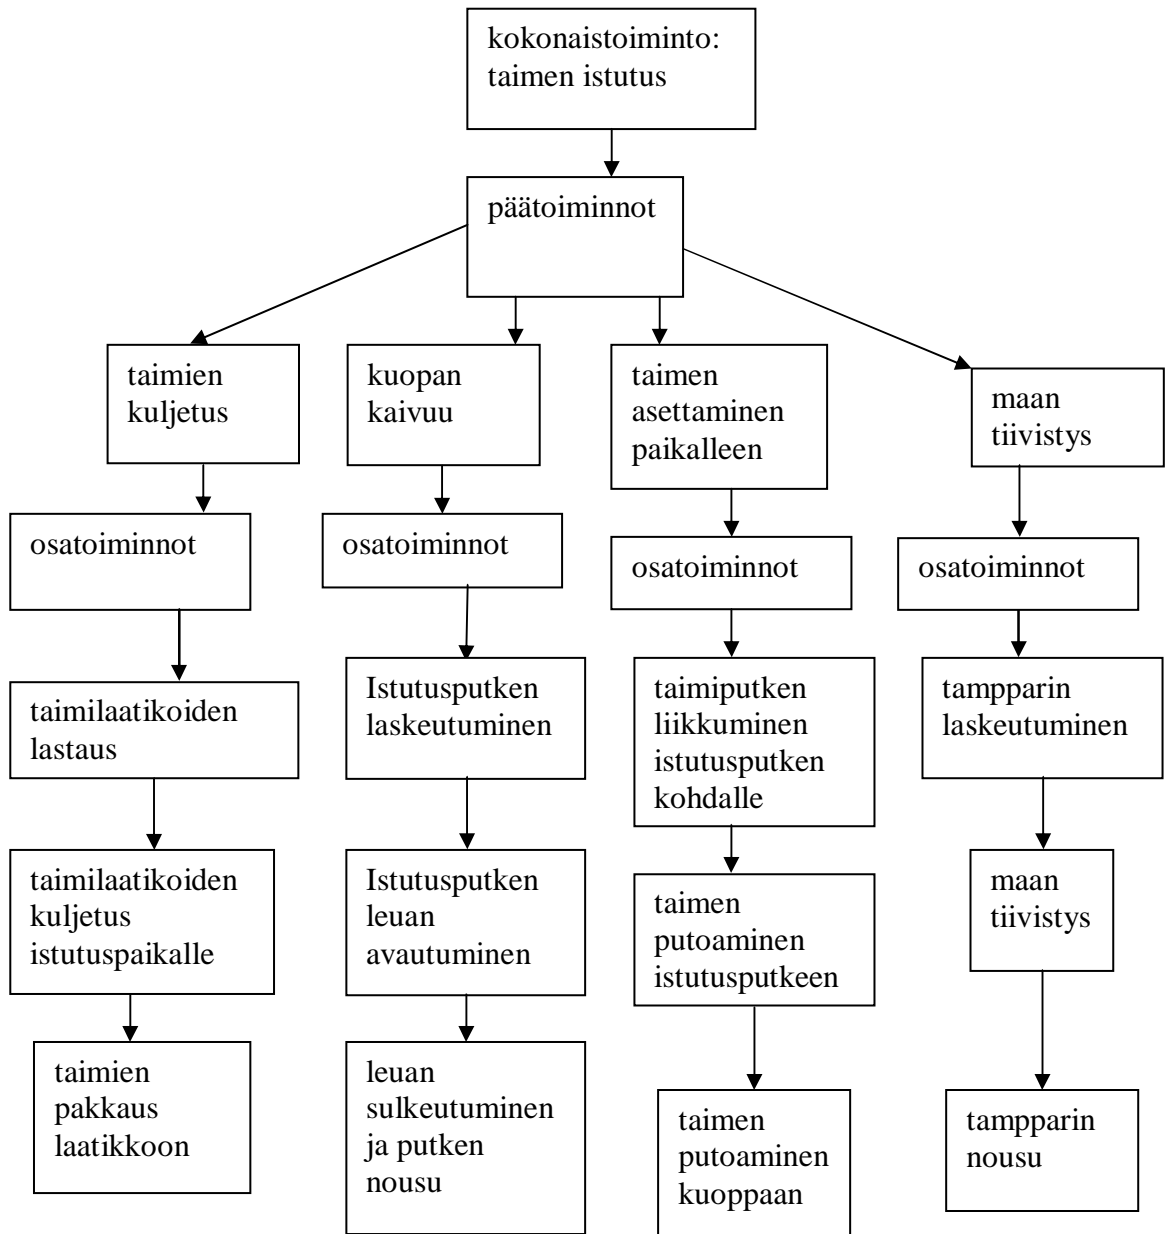 kokonaistoiminto:
taimen istutus
päätoiminnot
taimien
kuljetus
kuopan
kaivuu
taimen
asettaminen
paikalleen
maan
tiivistys
osatoiminnot
osatoiminnot
osatoiminnot
osatoiminnot
taimilaatikoiden
lastaus
Istutusputken
laskeutuminen
taimiputken
liikkuminen
istutusputken
kohdalle
tampparin
laskeutuminen
taimilaatikoiden
kuljetus
istutuspaikalle
Istutusputken
leuan
avautuminen
taimen
putoaminen
istutusputkeen
maan
tiivistys
taimien
pakkaus
laatikkoon
leuan
sulkeutuminen
ja putken
nousu
taimen
putoaminen
kuoppaan
tampparin
nousu